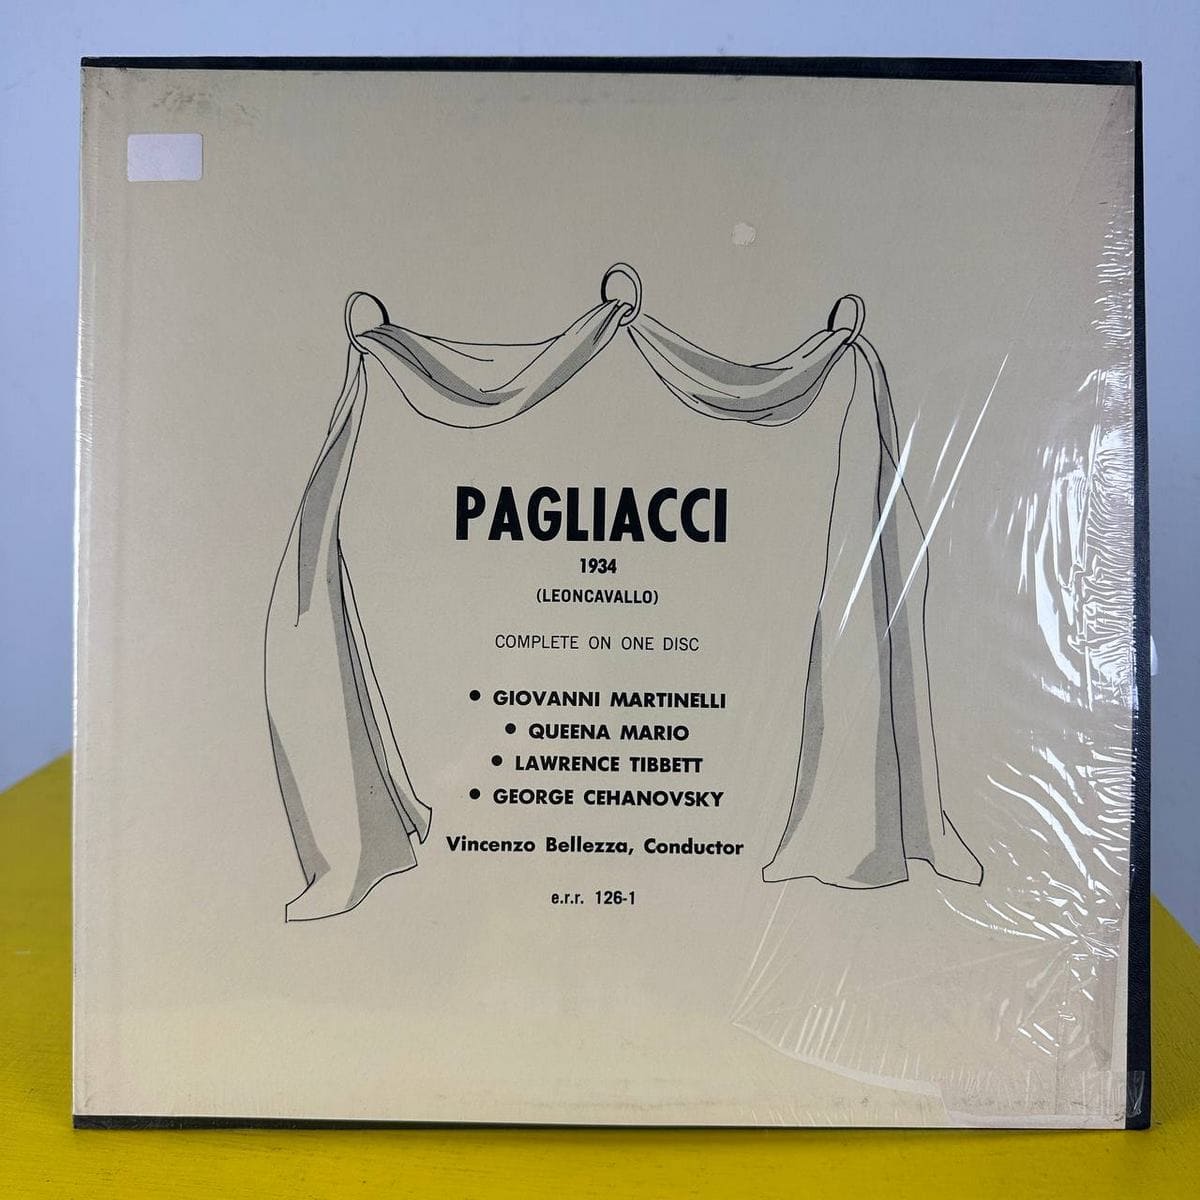 PAGLIACCI
1934
(LEONCAVALLO)
COMPLETE ON ONE DISC
• GIOVANNI MARTINELLI
• QUEENA MARIO
• LAWRENCE TIBBETT
• GEORGE CEHANOVSKY
Vincenzo Bellezza, Conductor
e.r.r. 126-1